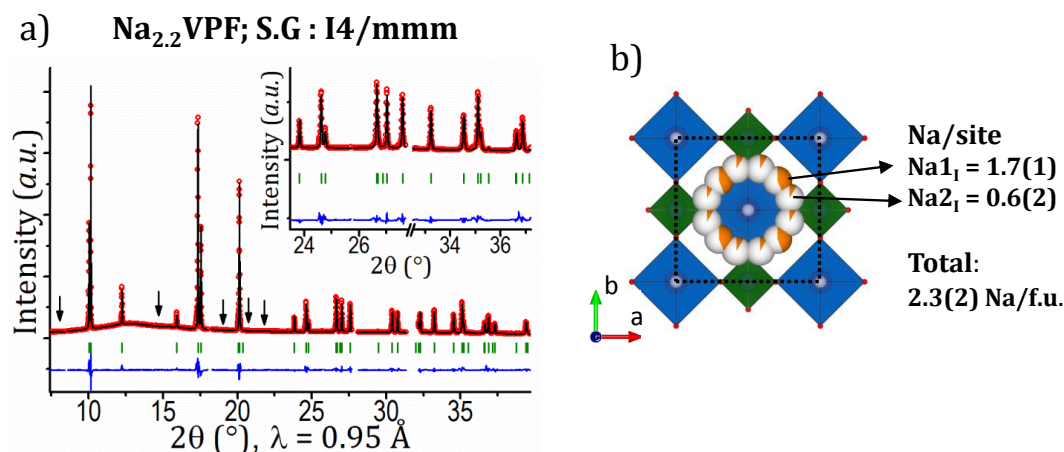 a)
Na2.2VPF; S.G : I4/mmm
Intensity (a.u.)
Intensity (a.u.)
24 26 28 34 36
2θ (°)
10 15 20 25 30 35
2θ (°), λ = 0.95 Å
b)
Na/site
Na1I = 1.7(1)
Na2I = 0.6(2)
Total:
2.3(2) Na/f.u.
b
a